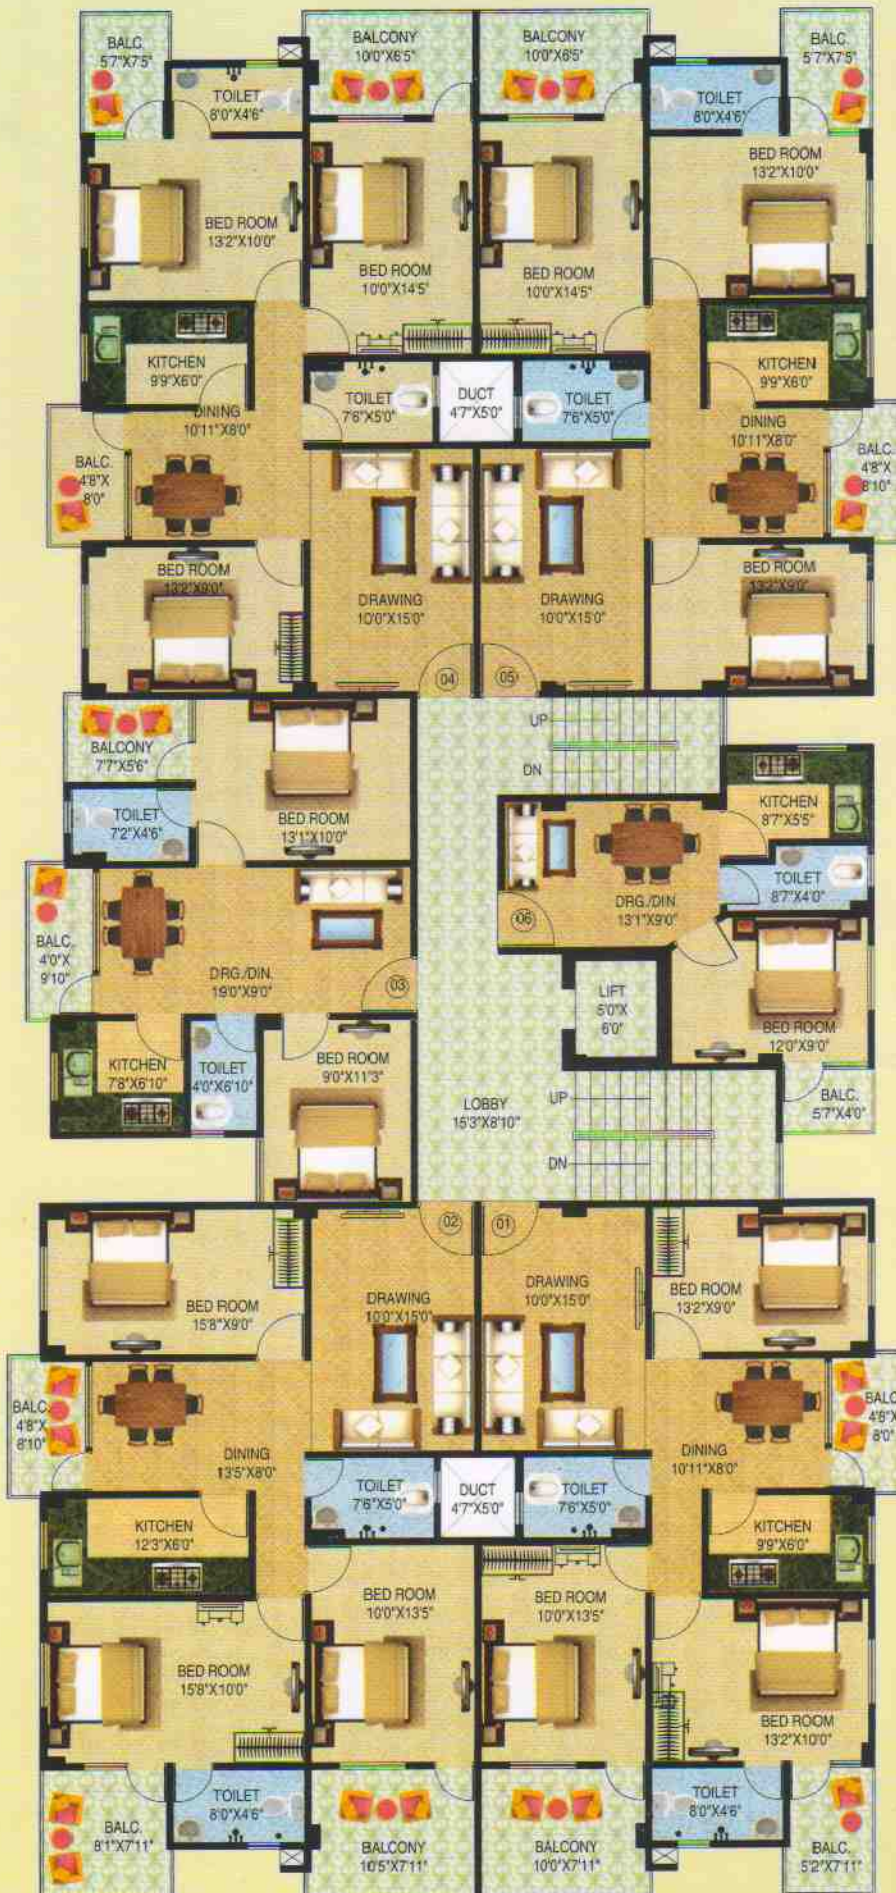 BALC.
5'7"X7'5"
TOILET
8'0"X4'6"
BALCONY
10'0"X6'5"
BALCONY
10'0"X6'5"
TOILET
8'0"X4'6"
BALC.
5'7"X7'5"
BED ROOM
13'2"X10'0"
BED ROOM
10'0"X14'5"
BED ROOM
10'0"X14'5"
BED ROOM
13'2"X10'0"
KITCHEN
9'9"X6'0"
TOILET
7'6"X5'0"
DUCT
4'7"X5'0"
TOILET
7'6"X5'0"
KITCHEN
9'9"X6'0"
DINING
10'11"X8'0"
DINING
10'11"X8'0"
BALC.
4'8"X
8'0"
BALC.
4'8"X
8'10"
BED ROOM
13'2"X9'0"
DRAWING
10'0"X15'0"
DRAWING
10'0"X15'0"
BED ROOM
13'2"X9'0"
04
05
BALCONY
7'7"X5'6"
UP
DN
TOILET
7'2"X4'6"
BED ROOM
13'1"X10'0"
KITCHEN
8'7"X5'5"
DRG./DIN.
13'1"X9'0"
TOILET
8'7"X4'0"
06
BALC.
4'0"X
9'10"
DRG./DIN.
19'0"X9'0"
03
LIFT
5'0"X
6'0"
BED ROOM
12'0"X9'0"
KITCHEN
7'8"X6'10"
TOILET
4'0"X6'10"
BED ROOM
9'0"X11'3"
LOBBY
15'3"X8'10"
UP
DN
BALC.
5'7"X4'0"
02
01
BED ROOM
15'8"X9'0"
DRAWING
10'0"X15'0"
DRAWING
10'0"X15'0"
BED ROOM
13'2"X9'0"
BALC.
4'8"X
8'10"
BALC.
4'8"X
8'0"
DINING
13'5"X8'0"
DINING
10'11"X8'0"
TOILET
7'6"X5'0"
DUCT
4'7"X5'0"
TOILET
7'6"X5'0"
KITCHEN
12'3"X6'0"
KITCHEN
9'9"X6'0"
BED ROOM
15'8"X10'0"
BED ROOM
10'0"X13'5"
BED ROOM
10'0"X13'5"
BED ROOM
13'2"X10'0"
BALC.
8'1"X7'11"
TOILET
8'0"X4'6"
BALCONY
10'5"X7'11"
BALCONY
10'0"X7'11"
TOILET
8'0"X4'6"
BALC.
5'2"X7'11"